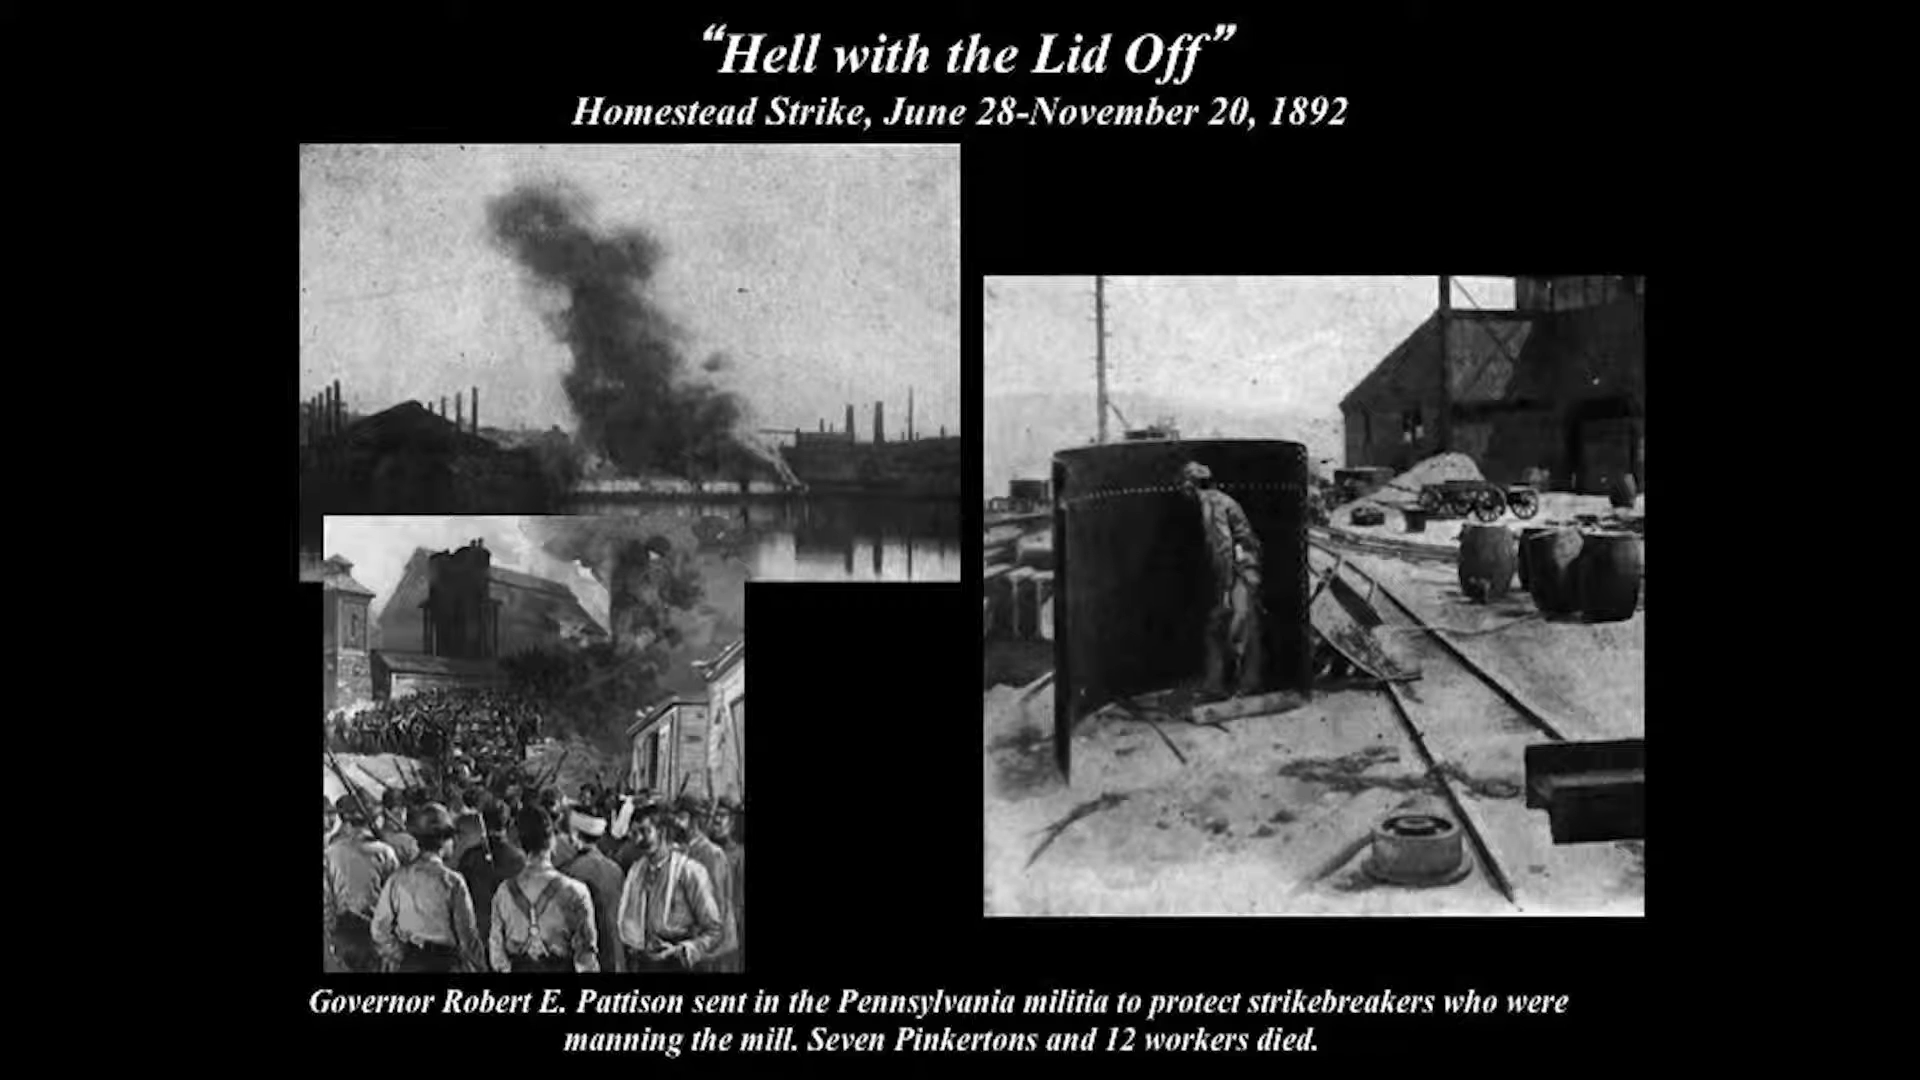 “Hell with the Lid Off”
Homestead Strike, June 28-November 20, 1892
Governor Robert E. Pattison sent in the Pennsylvania militia to protect strikebreakers who were
manning the mill. Seven Pinkertons and 12 workers died.